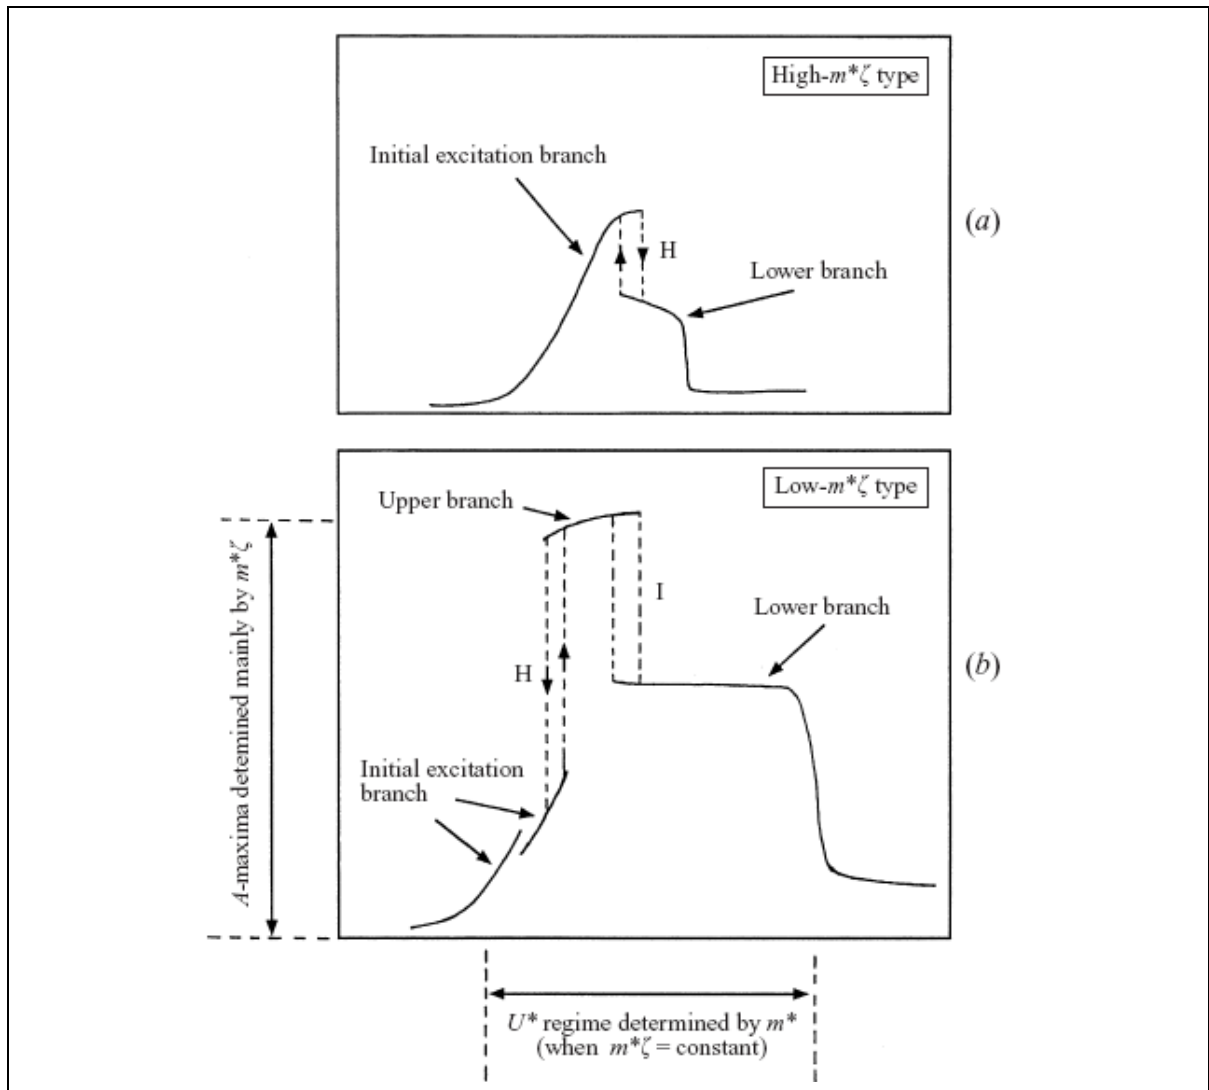 High-m*ζ type
Initial excitation branch
(a)
H
Lower branch
Low-m*ζ type
Upper branch
A-maxima detemined mainly by m*ζ
I
Lower branch
H
(b)
Initial excitation
branch
U* regime determined by m*
(when m*ζ = constant)